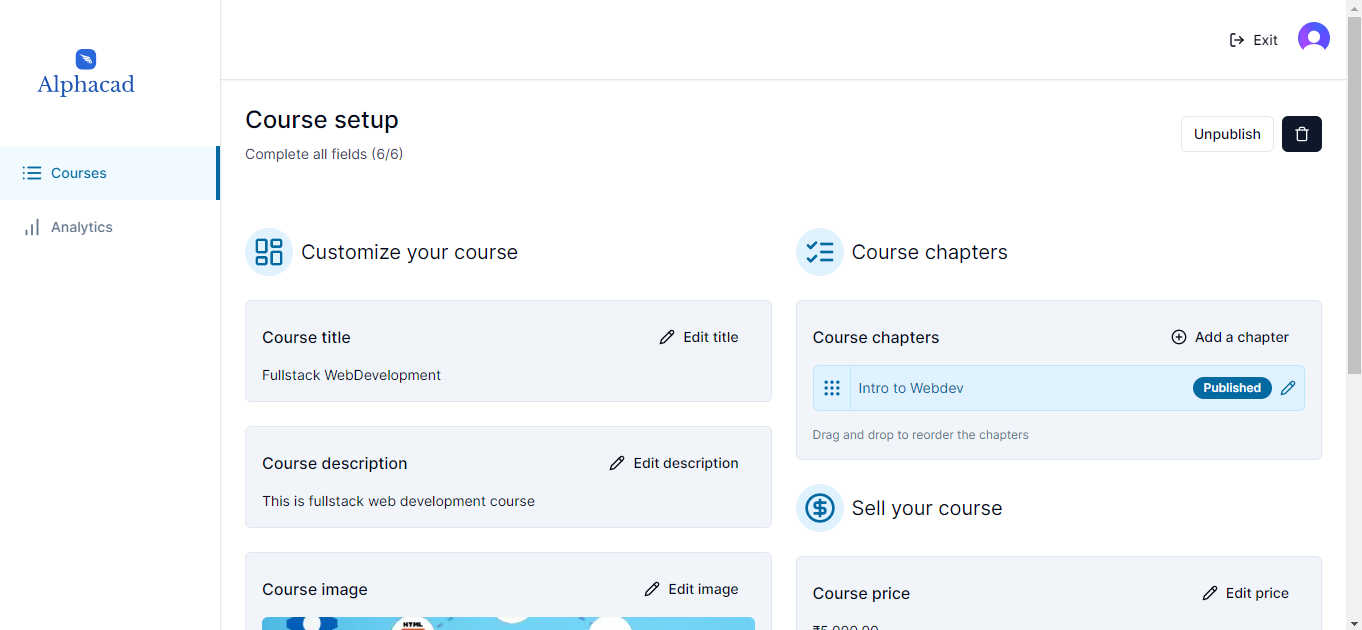 Alphacad
Exit
Courses
Analytics
Course setup
Complete all fields (6/6)
Unpublish
Customize your course
Course title
Edit title
Fullstack WebDevelopment
Course description
Edit description
This is fullstack web development course
Course image
Edit image
HTML
Course chapters
Course chapters
Add a chapter
Intro to Webdev
Published
Drag and drop to reorder the chapters
Sell your course
Course price
Edit price
₹5,000.00